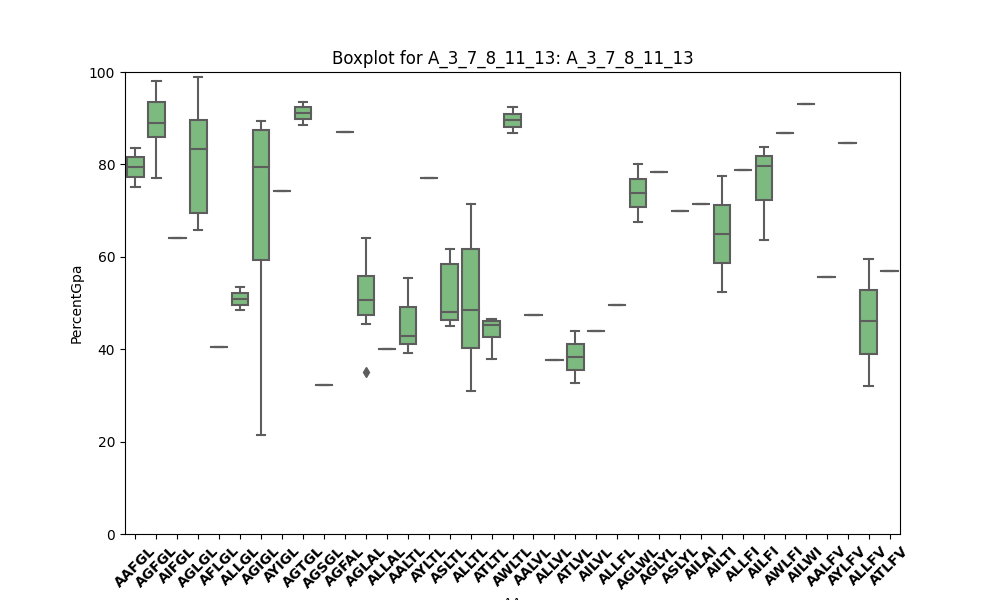 Boxplot for A_3_7_8_11_13: A_3_7_8_11_13
PercentGpa
100
80
60
40
20
0
AAFGL
AGFGL
AIFGL
AGLGL
AFLGL
ALLGL
AGIGL
AYIGL
AGTGL
AGSGL
AGFAL
AGLAL
ALLAL
AALTL
AYLTL
ASLTL
ALLTL
ATLTL
AWLTL
AALVL
ALLVL
ATLVL
AILVL
ALLFL
AGLWL
AGLYL
ASLYL
AILAI
AILTI
ALLFI
AILFI
AWLFI
AILWI
AALFV
AYLFV
ALLFV
ATLFV